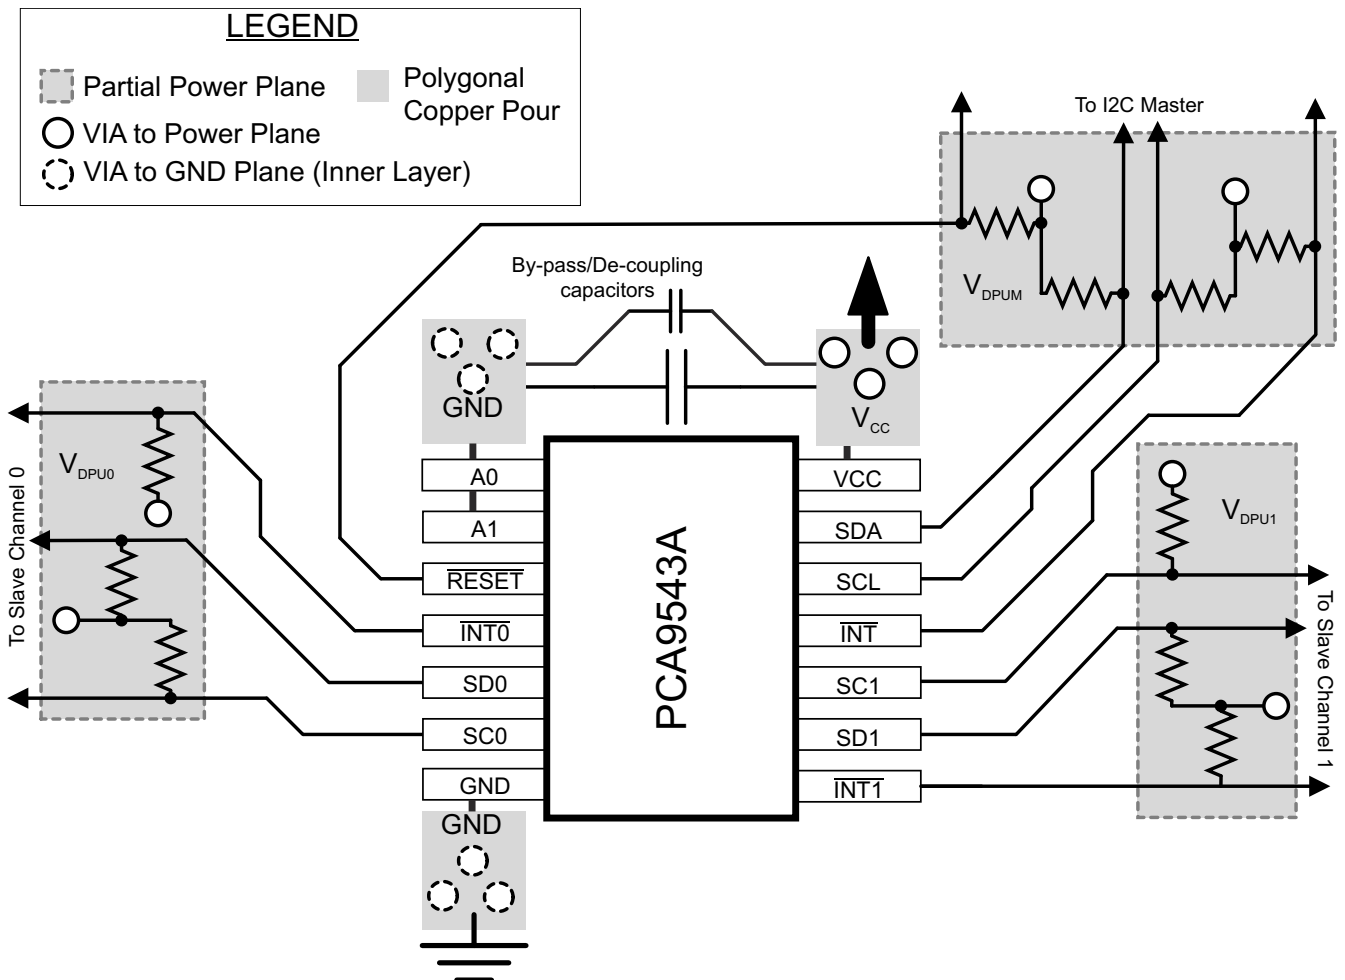 LEGEND
Partial Power Plane
Polygonal
Copper Pour
VIA to Power Plane
VIA to GND Plane (Inner Layer)
To I2C Master
By-pass/De-coupling
capacitors
VDPUM
GND
VCC
VDPU0
VDPU1
To Slave Channel 0
To Slave Channel 1
PCA9543A
A0
A1
RESET
INT0
SD0
SC0
GND
VCC
SDA
SCL
INT
SC1
SD1
INT1
GND